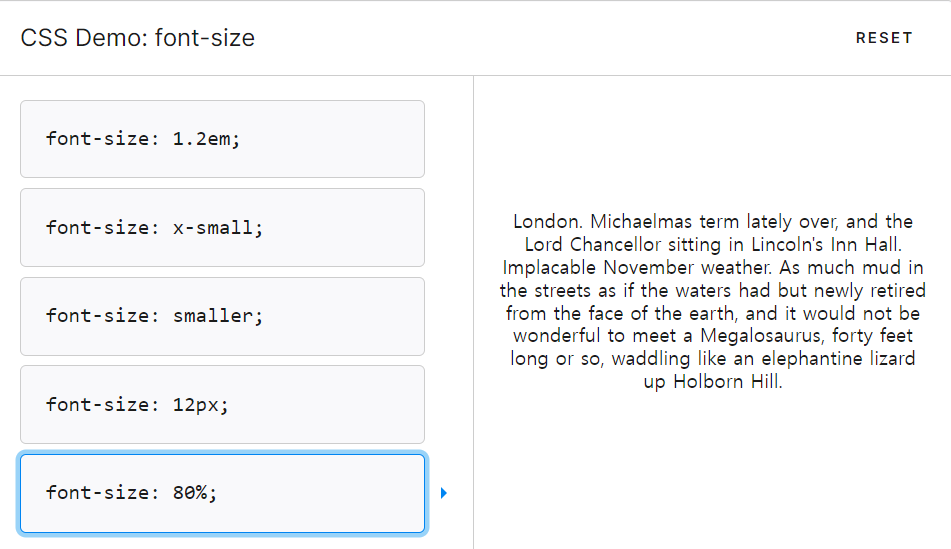 CSS Demo: font-size
RESET
font-size: 1.2em;
font-size: x-small;
font-size: smaller;
font-size: 12px;
font-size: 80%;
London. Michaelmas term lately over, and the
Lord Chancellor sitting in Lincoln's Inn Hall.
Implacable November weather. As much mud in
the streets as if the waters had but newly retired
from the face of the earth, and it would not be
wonderful to meet a Megalosaurus, forty feet
long or so, waddling like an elephantine lizard
up Holborn Hill.